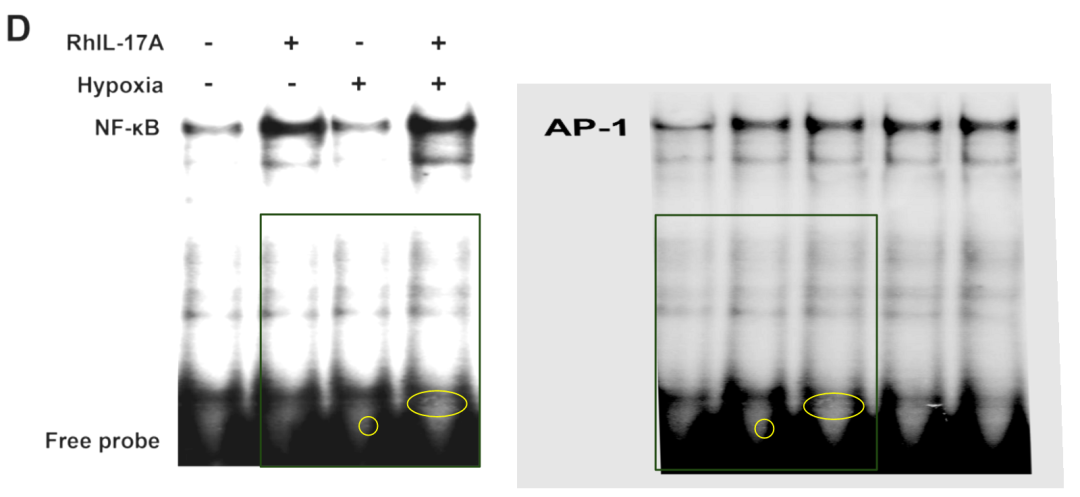 D
RhIL-17A - + - +
Hypoxia - - + +
NF-κB
AP-1
Free probe